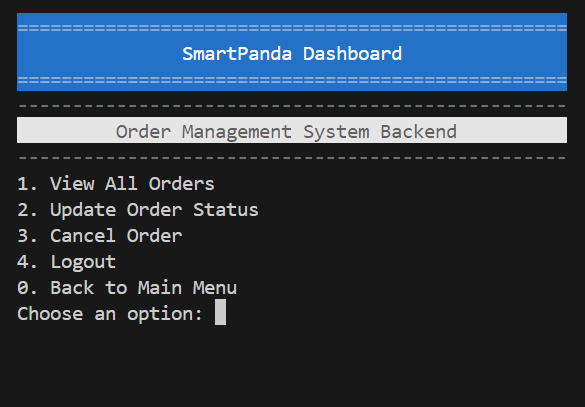 ==================================================
SmartPanda Dashboard
==================================================
--------------------------------------------------
Order Management System Backend
--------------------------------------------------
1. View All Orders
2. Update Order Status
3. Cancel Order
4. Logout
0. Back to Main Menu
Choose an option: